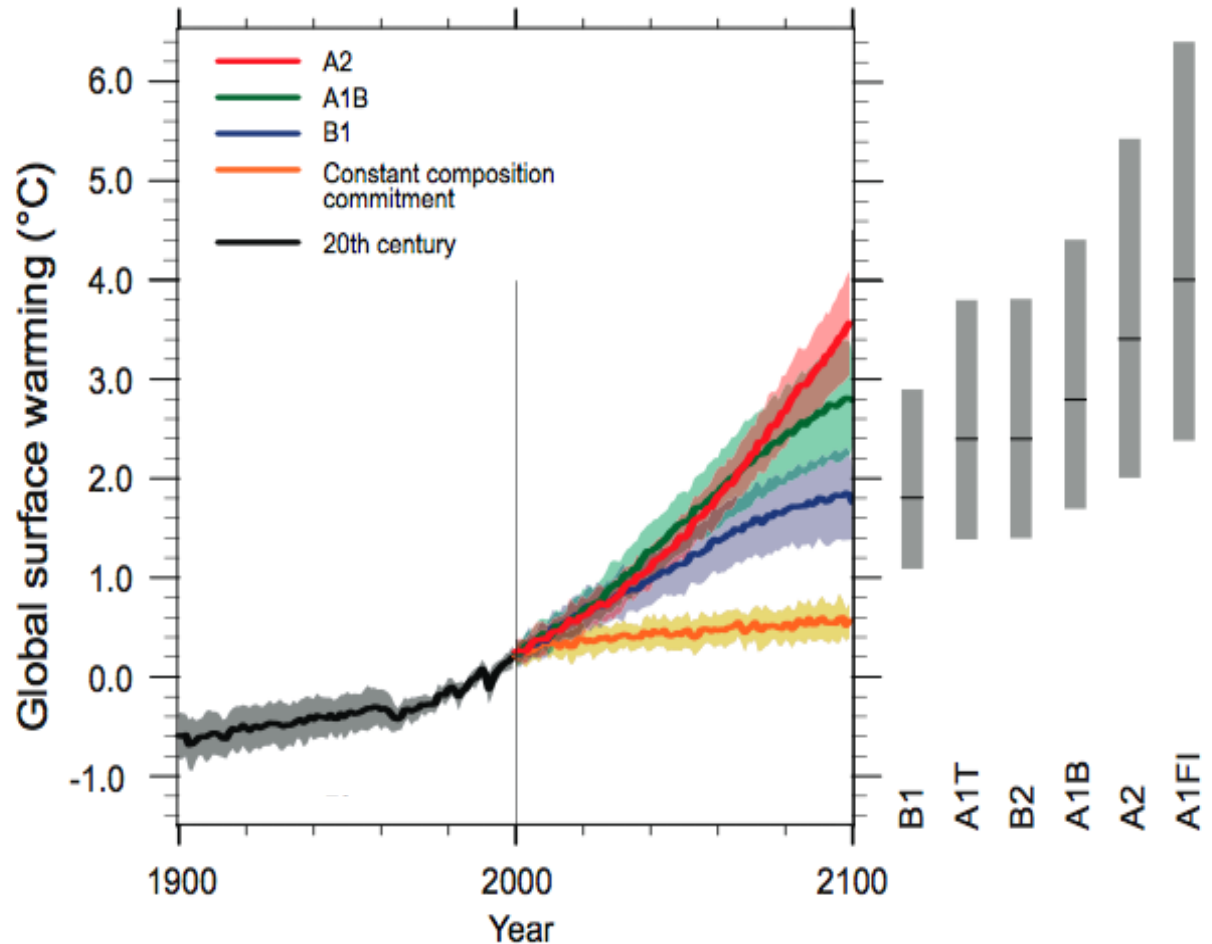 A2
A1B
B1
Constant composition
commitment
20th century
Global surface warming (°C)
6.0
5.0
4.0
3.0
2.0
1.0
0.0
-1.0
1900
2000
2100
Year
B1
A1T
B2
A1B
A2
A1FI